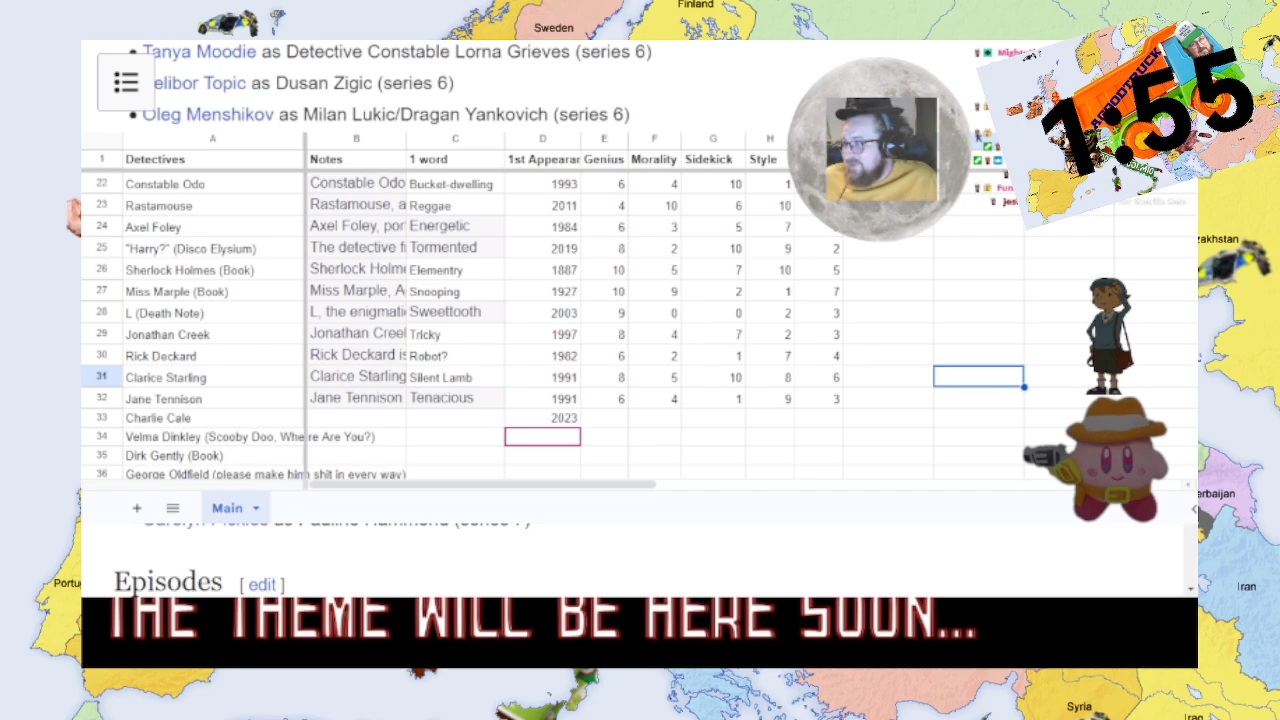 Finland
Sweden
Tanya Moodie as Detective Constable Lorna Grieves (series 6)
elibor Topic as Dusan Zigic (series 6)
Oleg Menshikov as Milan Lukic/Dragan Yankovich (series 6)
1:55
A B C D E F G H
1 Detectives Notes 1 word 1st Appearar Genius Morality Sidekick Style
22 Constable Odo Constable Odo Bucket-dwelling 1993 6 4 10 1
23 Rastamouse Rastamouse, a Reggae 2011 4 10 6 10
24 Axel Foley Axel Foley, por Energetic 1984 6 3 5 7
25 "Harry?" (Disco Elysium) The detective fi Tormented 2019 8 2 10 9 2
26 Sherlock Holmes (Book) Sherlock Holm Elementry 1887 10 5 7 10 5
27 Miss Marple (Book) Miss Marple, A Snooping 1927 10 9 2 1 7
28 L (Death Note) L, the enigmati Sweettooth 2003 9 0 0 2 3
29 Jonathan Creek Jonathan Creel Tricky 1997 8 4 7 2 3
30 Rick Deckard Rick Deckard is Robot? 1982 6 2 1 7 4
31 Clarice Starling Clarice Starling Silent Lamb 1991 8 5 10 8 6
32 Jane Tennison Jane Tennison Tenacious 1991 6 4 1 9 3
33 Charlie Cale 2023
34 Velma Dinkley (Scooby Doo, Where Are You?)
35 Dirk Gently (Book)
36 George Oldfield (please make him shit in every way)
+ Main
Episodes [ edit ]
THE THEME WILL BE HERE SOON...
zakhstan
erbaijan
Iran
Portu
Syria
Iran